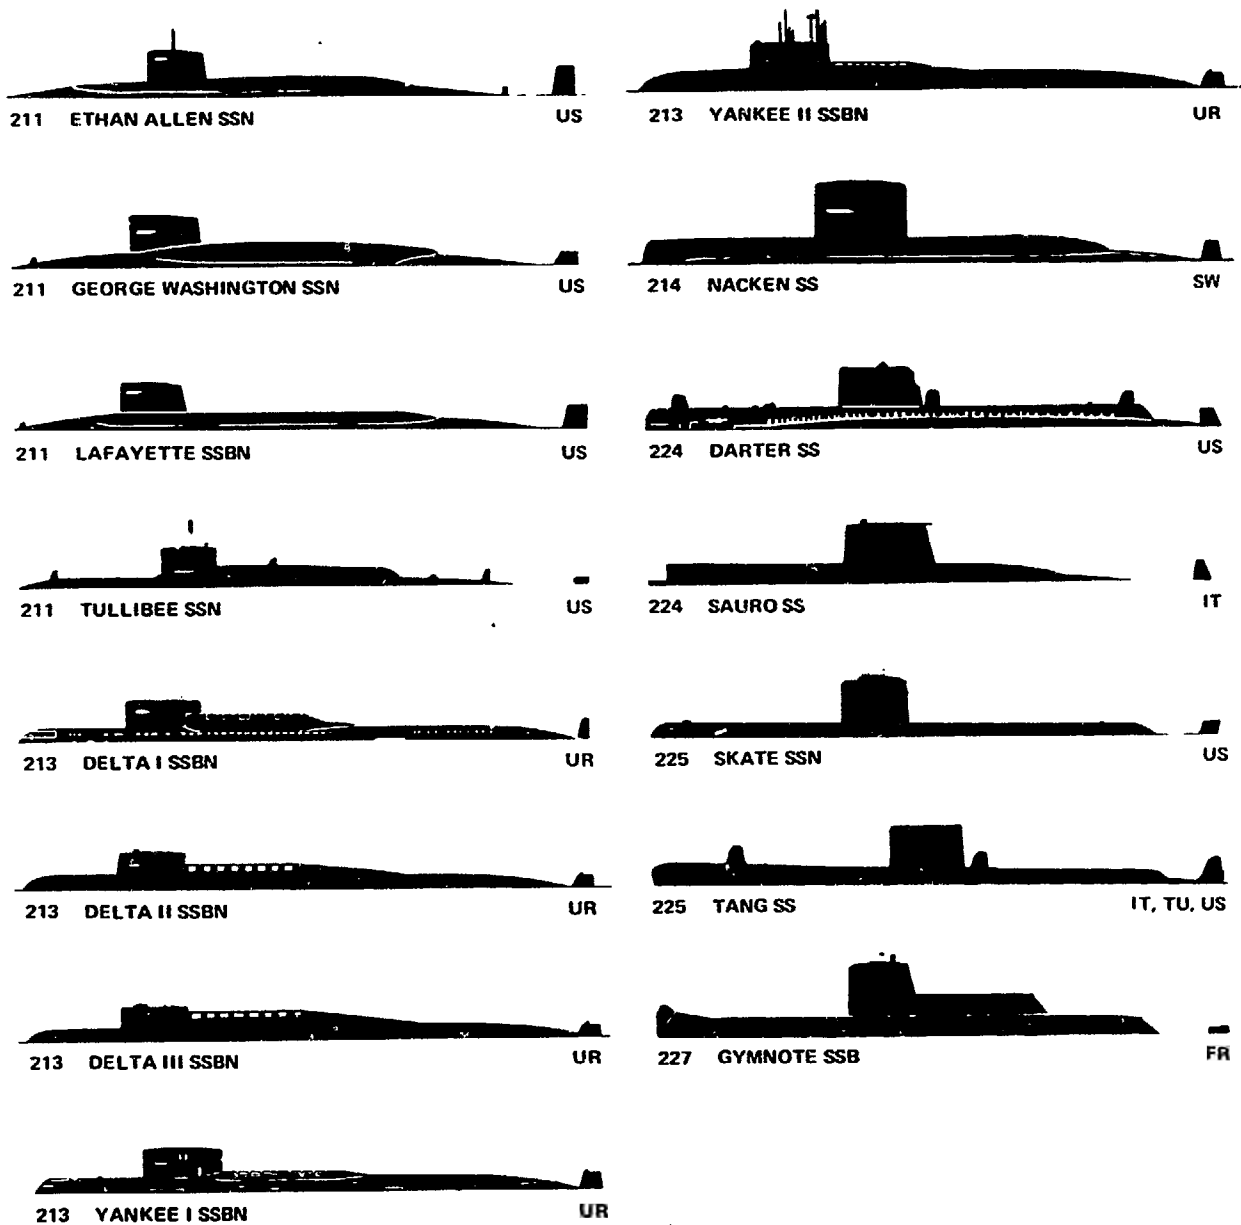 211 ETHAN ALLEN SSN US
211 GEORGE WASHINGTON SSN US
211 LAFAYETTE SSBN US
211 TULLIBEE SSN US
213 DELTA I SSBN UR
213 DELTA II SSBN UR
213 DELTA III SSBN UR
213 YANKEE I SSBN UR
213 YANKEE II SSBN UR
214 NACKEN SS SW
224 DARTER SS US
224 SAURO SS IT
225 SKATE SSN US
225 TANG SS IT, TU, US
227 GYMNOTE SSB FR